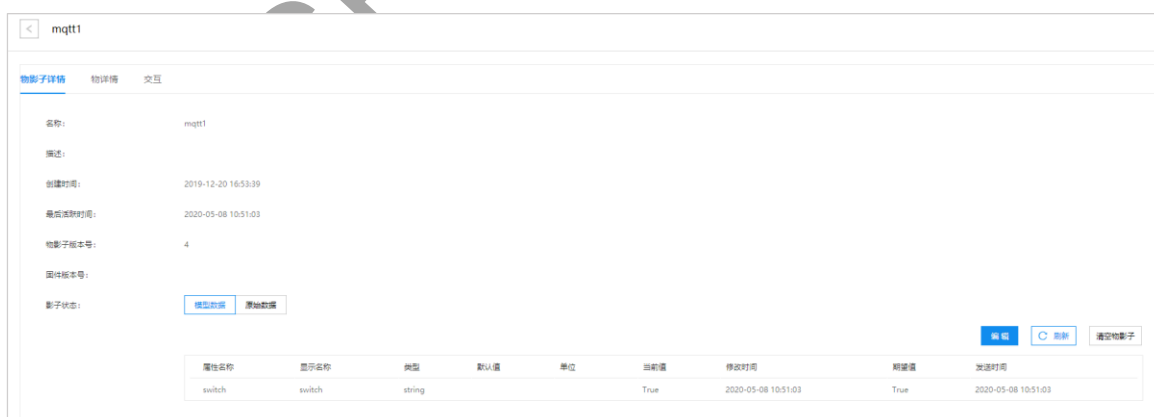 < mqtt1
物影子详情 物详情 交互
名称: mqtt1
描述:
创建时间: 2019-12-20 16:53:39
最后活跃时间: 2020-05-08 10:51:03
物影子版本号: 4
固件版本号:
影子状态: 模型数据 原始数据
编辑 刷新 清空物影子
属性名称 显示名称 类型 默认值 单位 当前值 修改时间 期望值 发送时间
switch switch string True 2020-05-08 10:51:03 True 2020-05-08 10:51:03